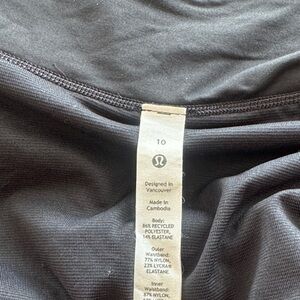 10
Designed in
Vancouver
Made in
Cambodia
Body:
86% RECYCLED
POLYESTER,
14% ELASTANE
Outer
Waistband:
77% NYLON,
23% LYCRA®
ELASTANE
Inner
Waistband:
87% NYLON,